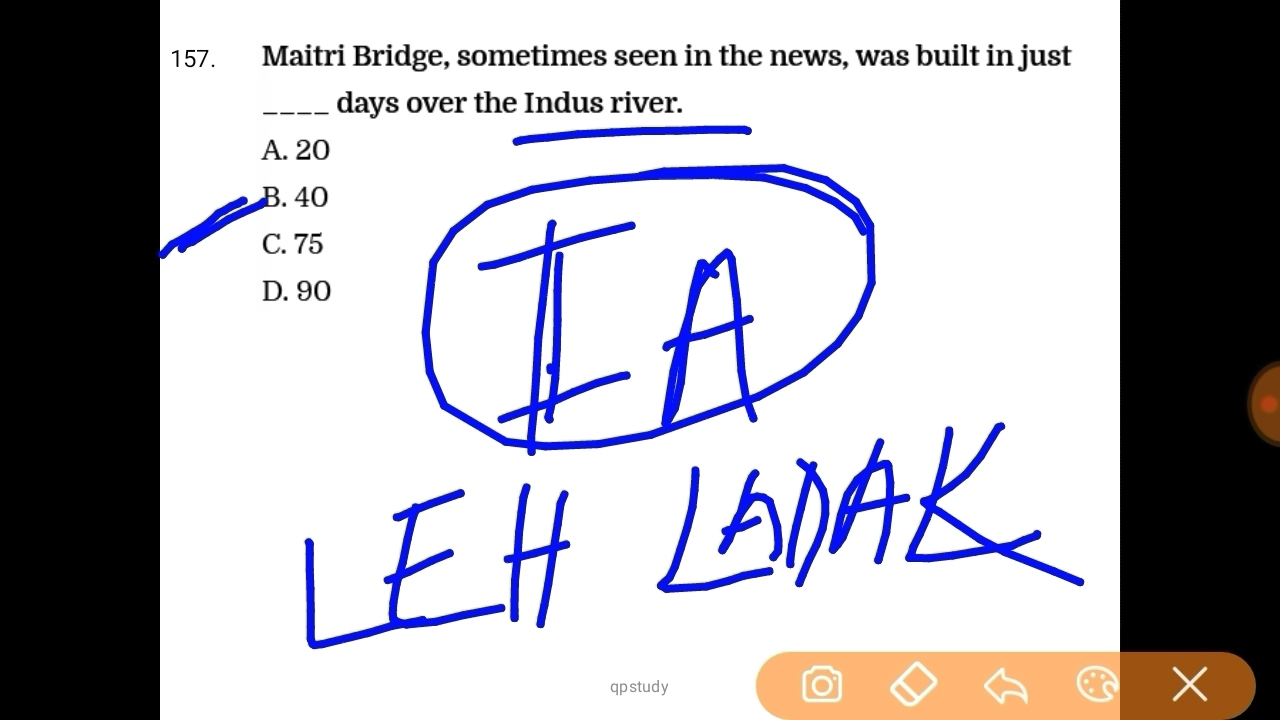 157. Maitri Bridge, sometimes seen in the news, was built in just
____ days over the Indus river.
A. 20
B. 40
C. 75
D. 90
IA
LEH LADAK
qpstudy